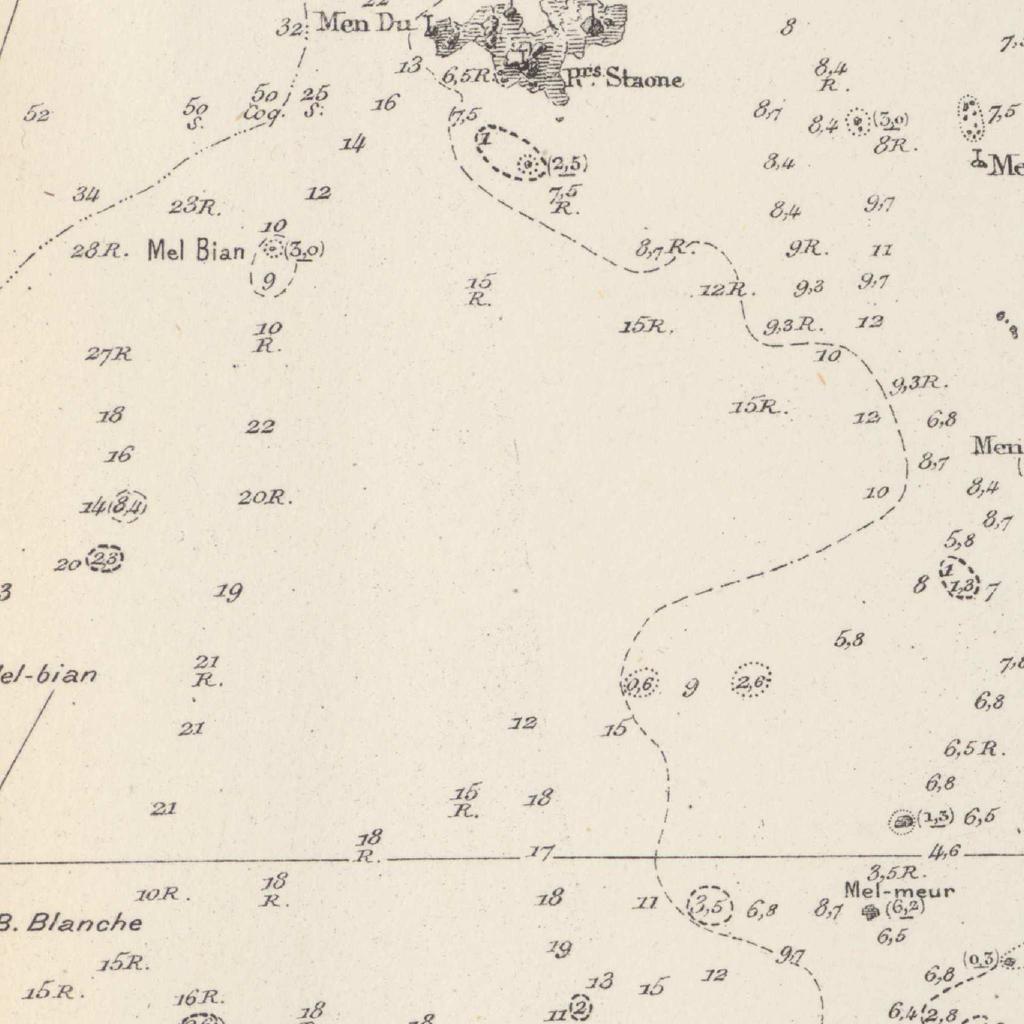 22
32 Men Du
8
13 6,5R. Rrs. Staone
8,4
R.
52 50
S. 50
Coq. 25
S. 16 7,5
8,7 8,4 (3,0) 7,5
14 1 8R.
(2,5) 8,4
34 23R. 12 7,5
R. 8,4 9,7
10
28R. Mel Bian (3,0) 8,7R. 9R. 11
9 15
R. 12R. 9,3 9,7
10
R. 15R. 9,3R. 12
27R 10
9,3R.
15R. 12 6,8
18 22
16 8,7
14 (8,4) 20R. 10 8,4
8,7
5,8
20 23 1
1,3
19 8 7
5,8
21
R.
0,6 9 2,6
6,8
21 12 15
6,5R.
6,8
21 15
R. 18
(1,3) 6,5
18
R. 17 4,6
3,5R.
10R. 18
R. 18 11 3,5 6,8 8,7 Mel-meur
(6,2)
B. Blanche 6,5
19 9,7
15R. (0,3)
12 6,8
13 15
15R. 16R. 18 11 2 6,4 2,8
18